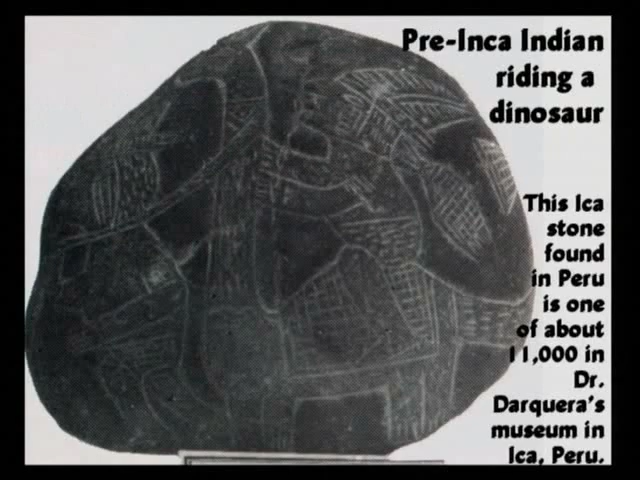 Pre-Inca Indian
riding a
dinosaur
This Ica
stone
found
in Peru
is one
of about
11,000 in
Dr.
Darquera's
museum in
Ica, Peru.